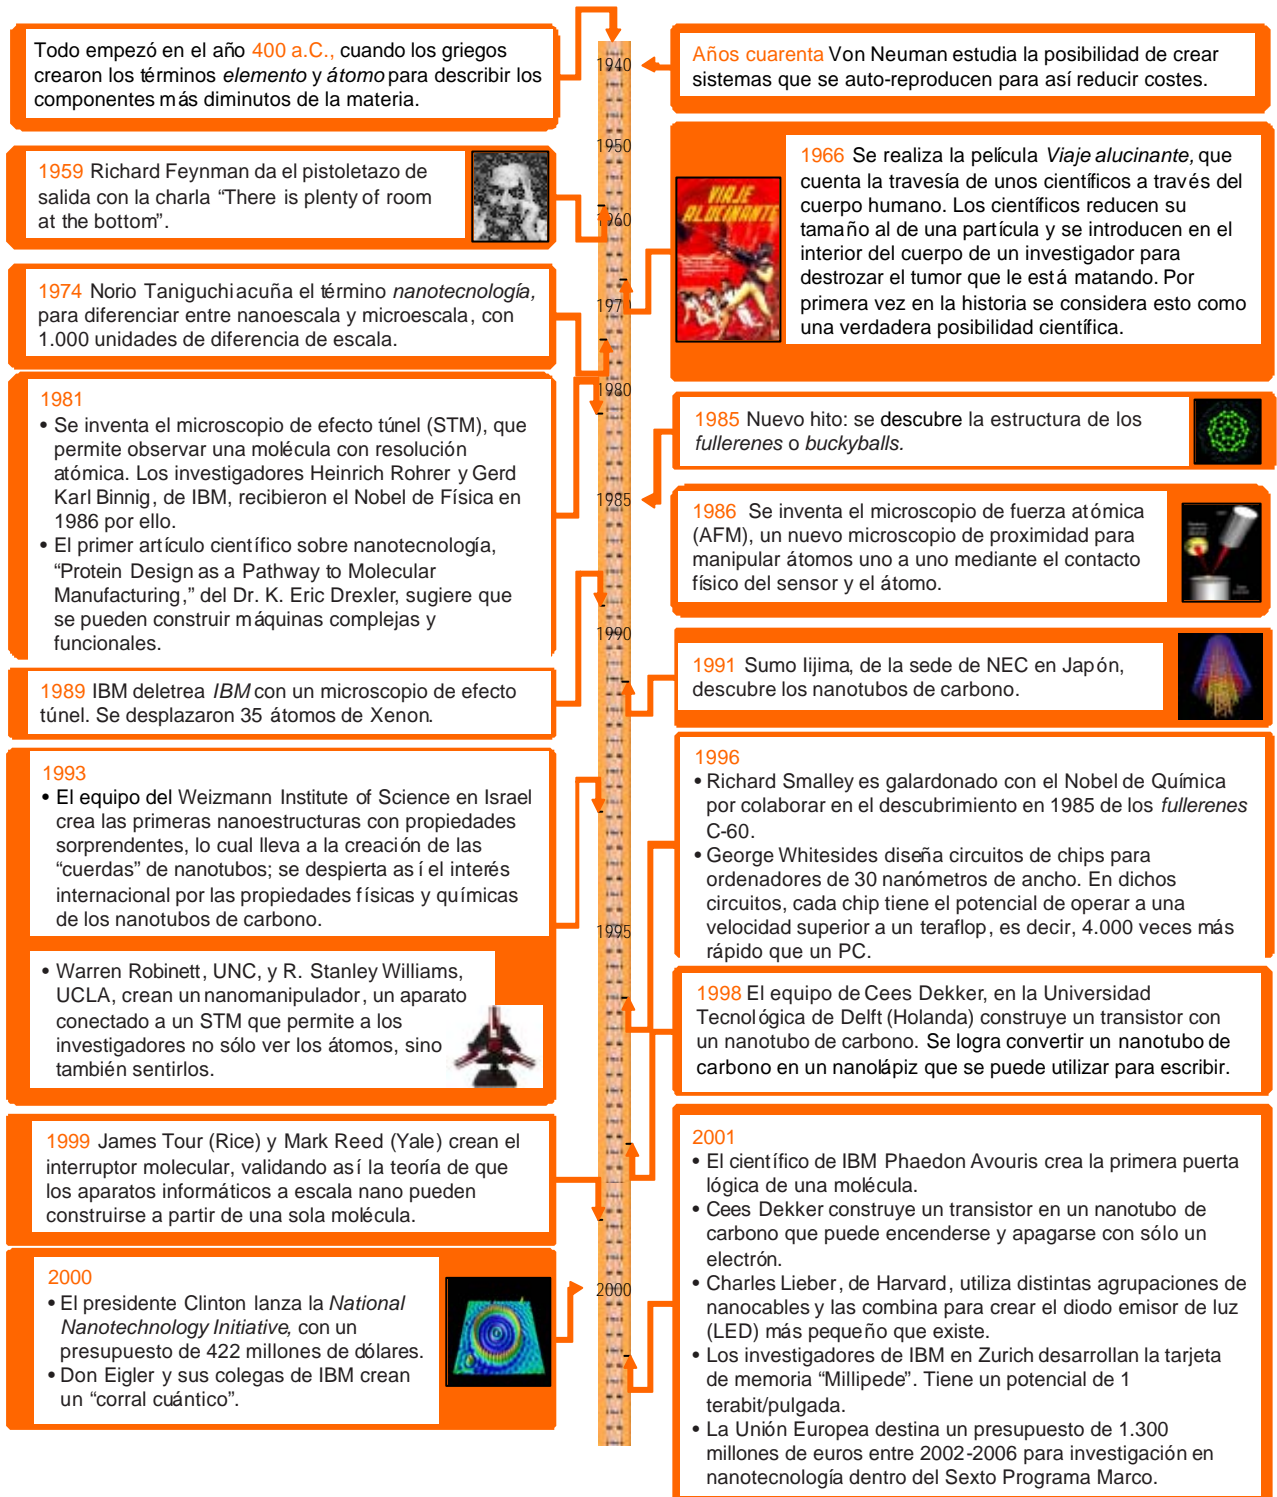 Todo empezó en el año 400 a.C., cuando los griegos
crearon los términos elemento y átomo para describir los
componentes más diminutos de la materia.
1940
Años cuarenta Von Neuman estudia la posibilidad de crear
sistemas que se auto-reproducen para así reducir costes.
1950
1959 Richard Feynman da el pistoletazo de
salida con la charla “There is plenty of room
at the bottom”.
1960
VIAJE
ALUCINANTE
1966 Se realiza la película Viaje alucinante, que
cuenta la travesía de unos científicos a través del
cuerpo humano. Los científicos reducen su
tamaño al de una partícula y se introducen en el
interior del cuerpo de un investigador para
destrozar el tumor que le está matando. Por
primera vez en la historia se considera esto como
una verdadera posibilidad científica.
1974 Norio Taniguchi acuña el término nanotecnología,
para diferenciar entre nanoescala y microescala, con
1.000 unidades de diferencia de escala.
1970
1980
1981
• Se inventa el microscopio de efecto túnel (STM), que
permite observar una molécula con resolución
atómica. Los investigadores Heinrich Rohrer y Gerd
Karl Binnig, de IBM, recibieron el Nobel de Física en
1986 por ello.
• El primer artículo científico sobre nanotecnología,
“Protein Design as a Pathway to Molecular
Manufacturing,” del Dr. K. Eric Drexler, sugiere que
se pueden construir máquinas complejas y
funcionales.
1985 Nuevo hito: se descubre la estructura de los
fullerenes o buckyballs.
1985
1986 Se inventa el microscopio de fuerza atómica
(AFM), un nuevo microscopio de proximidad para
manipular átomos uno a uno mediante el contacto
físico del sensor y el átomo.
1990
1989 IBM deletrea IBM con un microscopio de efecto
túnel. Se desplazaron 35 átomos de Xenon.
1991 Sumo Iijima, de la sede de NEC en Japón,
descubre los nanotubos de carbono.
1993
• El equipo del Weizmann Institute of Science en Israel
crea las primeras nanoestructuras con propiedades
sorprendentes, lo cual lleva a la creación de las
“cuerdas” de nanotubos; se despierta así el interés
internacional por las propiedades físicas y químicas
de los nanotubos de carbono.
• Warren Robinett, UNC, y R. Stanley Williams,
UCLA, crean un nanomanipulador, un aparato
conectado a un STM que permite a los
investigadores no sólo ver los átomos, sino
también sentirlos.
1995
1996
• Richard Smalley es galardonado con el Nobel de Química
por colaborar en el descubrimiento en 1985 de los fullerenes
C-60.
• George Whitesides diseña circuitos de chips para
ordenadores de 30 nanómetros de ancho. En dichos
circuitos, cada chip tiene el potencial de operar a una
velocidad superior a un teraflop, es decir, 4.000 veces más
rápido que un PC.
1998 El equipo de Cees Dekker, en la Universidad
Tecnológica de Delft (Holanda) construye un transistor con
un nanotubo de carbono. Se logra convertir un nanotubo de
carbono en un nanolápiz que se puede utilizar para escribir.
1999 James Tour (Rice) y Mark Reed (Yale) crean el
interruptor molecular, validando así la teoría de que
los aparatos informáticos a escala nano pueden
construirse a partir de una sola molécula.
2000
2000
• El presidente Clinton lanza la National
Nanotechnology Initiative, con un
presupuesto de 422 millones de dólares.
• Don Eigler y sus colegas de IBM crean
un “corral cuántico”.
2001
• El científico de IBM Phaedon Avouris crea la primera puerta
lógica de una molécula.
• Cees Dekker construye un transistor en un nanotubo de
carbono que puede encenderse y apagarse con sólo un
electrón.
• Charles Lieber, de Harvard, utiliza distintas agrupaciones de
nanocables y las combina para crear el diodo emisor de luz
(LED) más pequeño que existe.
• Los investigadores de IBM en Zurich desarrollan la tarjeta
de memoria “Millipede”. Tiene un potencial de 1
terabit/pulgada.
• La Unión Europea destina un presupuesto de 1.300
millones de euros entre 2002-2006 para investigación en
nanotecnología dentro del Sexto Programa Marco.